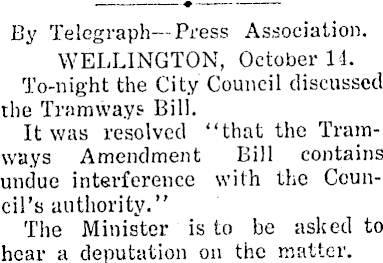 By Telegraph—Press Association.
WELLINGTON, October 14.
To-night the City Council discussed
the Tramways Bill.
It was resolved "that the Tram-
ways Amendment Bill contains
undue interference with the Coun-
cil's authority."
The Minister is to be asked to
hear a deputation on the matter.